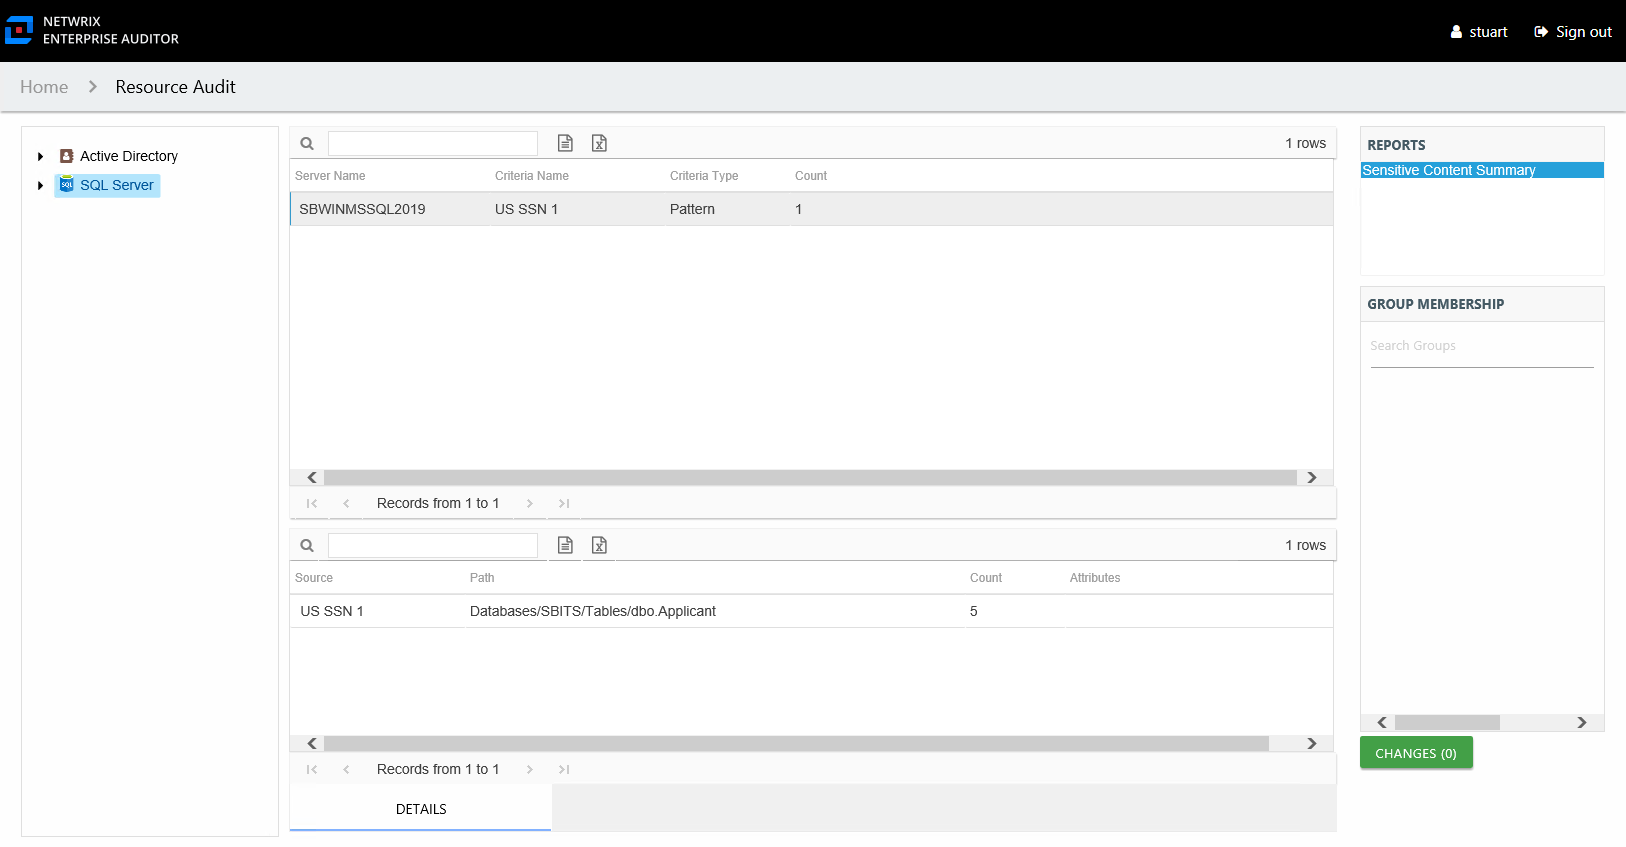 NETWRIX
ENTERPRISE AUDITOR
stuart
Sign out
Home
Resource Audit
Active Directory
SQL
SQL Server
1 rows
Server Name
Criteria Name
Criteria Type
Count
SBWINMSSQL2019
US SSN 1
Pattern
1
Records from 1 to 1
1 rows
Source
Path
Count
Attributes
US SSN 1
Databases/SBITS/Tables/dbo.Applicant
5
Records from 1 to 1
DETAILS
REPORTS
Sensitive Content Summary
GROUP MEMBERSHIP
Search Groups
CHANGES (0)